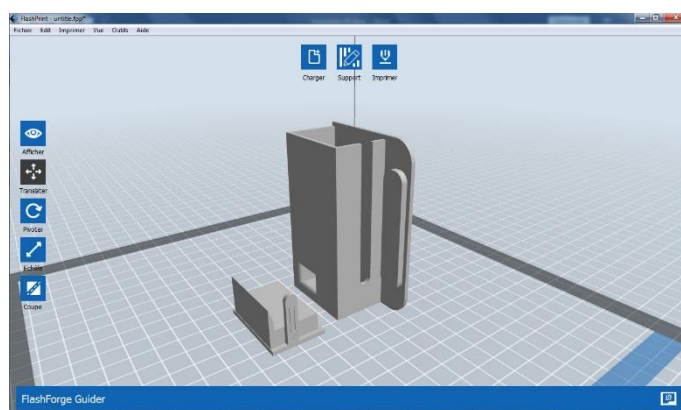 FlashPrint - untitle.fpp*
Fichier Edit Imprimer Vue Outils Aide
Charger Support Imprimer
Afficher
Translater
Pivoter
Echelle
Coupe
FlashForge Guider